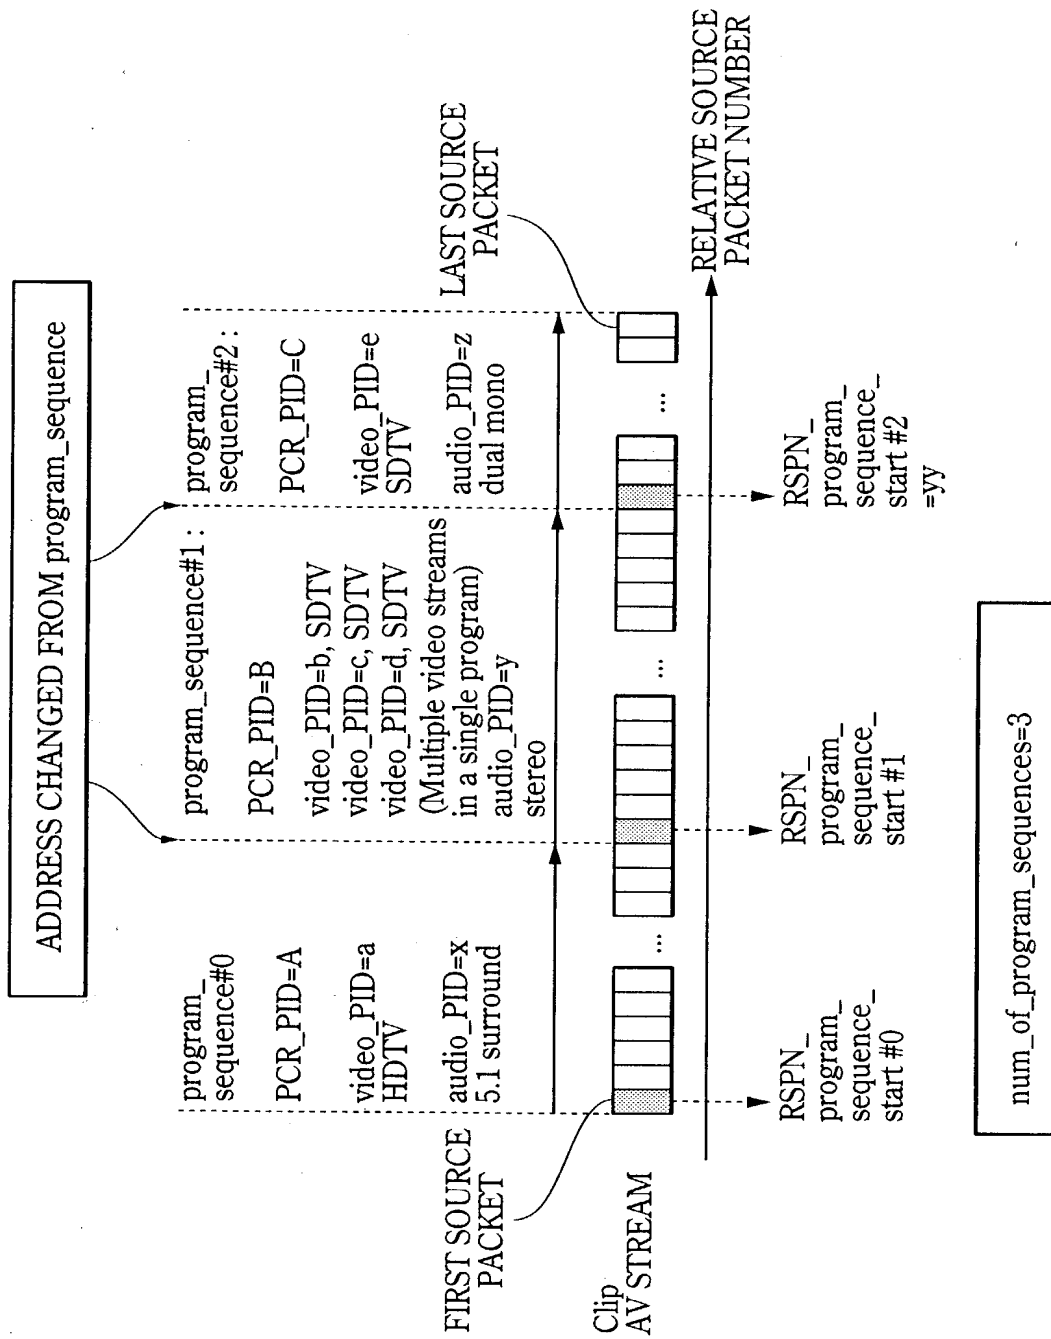 ADDRESS CHANGED FROM program_sequence
program_
sequence#0
PCR_PID=A
video_PID=a
HDTV
audio_PID=x
5.1 surround
program_sequence#1 :
PCR_PID=B
video_PID=b, SDTV
video_PID=c, SDTV
video_PID=d, SDTV
(Multiple video streams
in a single program)
audio_PID=y
stereo
program_
sequence#2 :
PCR_PID=C
video_PID=e
SDTV
audio_PID=z
dual mono
FIRST SOURCE
PACKET
LAST SOURCE
PACKET
Clip
AV STREAM
...
...
...
RELATIVE SOURCE
PACKET NUMBER
RSPN_
program_
sequence_
start #0
RSPN_
program_
sequence_
start #1
RSPN_
program_
sequence_
start #2
=yy
num_of_program_sequences=3